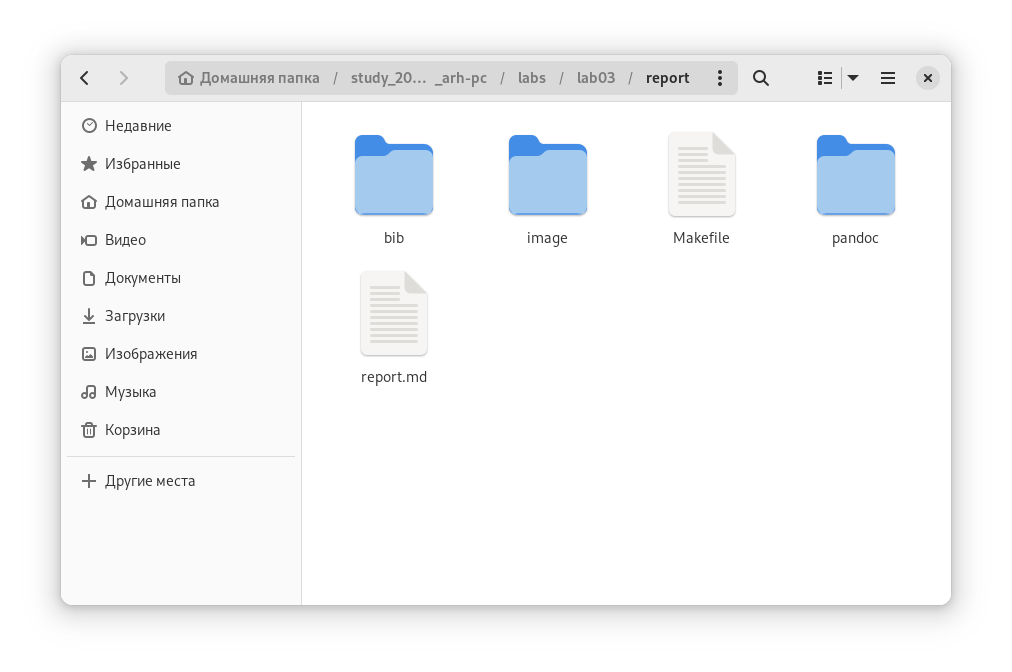 Домашняя папка / study_20… _arh-pc / labs / lab03 / report
Недавние
Избранные
Домашняя папка
Видео
Документы
Загрузки
Изображения
Музыка
Корзина
Другие места
bib
image
Makefile
pandoc
report.md